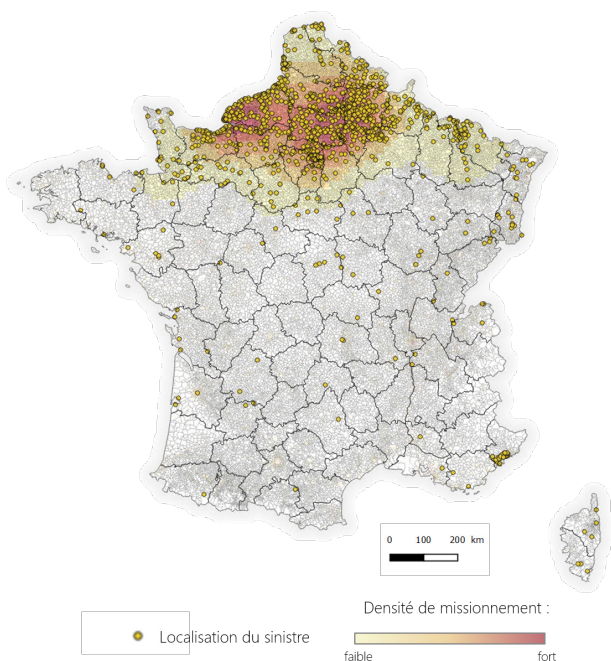 0 100 200 km
Localisation du sinistre
Densité de missionnement :
faible fort